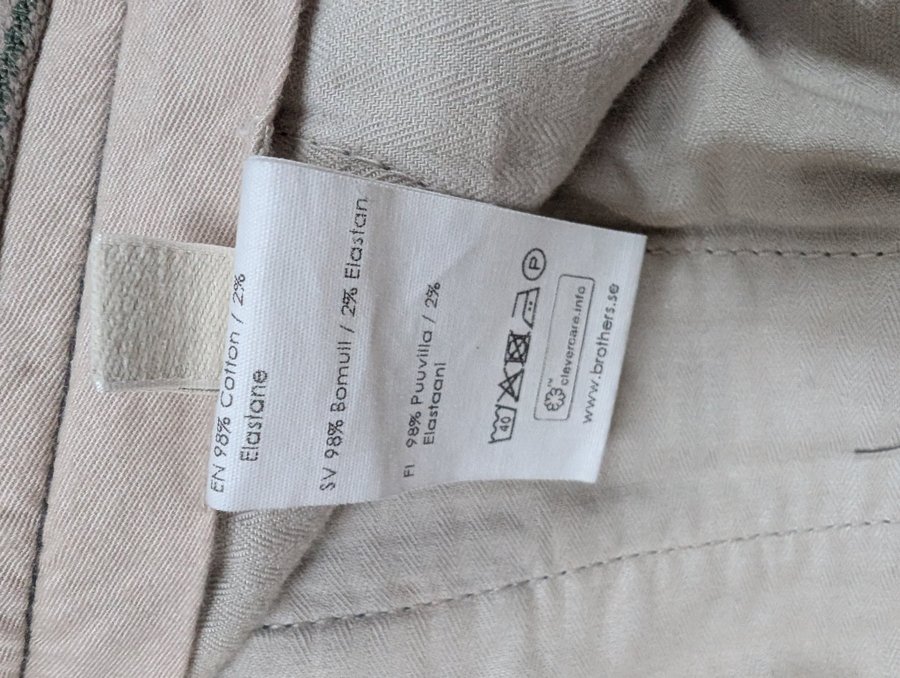 EN 98% Cotton / 2%
Elastane
SV 98% Bomull / 2% Elastan
FI 98% Puuvilla / 2%
Elastaani
40 P
clevercare.info
www.brothers.se